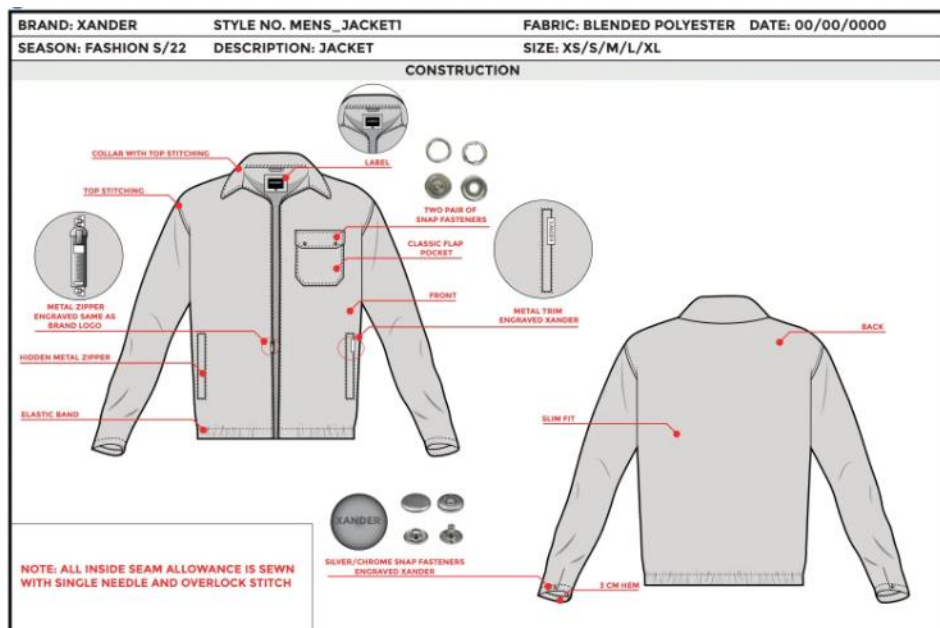 BRAND: XANDER
STYLE NO. MENS_JACKET1
FABRIC: BLENDED POLYESTER
DATE: 00/00/0000
SEASON: FASHION S/22
DESCRIPTION: JACKET
SIZE: XS/S/M/L/XL
CONSTRUCTION
XANDER
COLLAR WITH TOP STITCHING
LABEL
XANDER
TOP STITCHING
TWO PAIR OF
SNAP FASTENERS
CLASSIC FLAP
POCKET
XANDER
FRONT
METAL ZIPPER
ENGRAVED SAME AS
BRAND LOGO
METAL TRIM
ENGRAVED XANDER
BACK
HIDDEN METAL ZIPPER
ELASTIC BAND
SLIM FIT
XANDER
SILVER/CHROME SNAP FASTENERS
ENGRAVED XANDER
3 CM HEM
NOTE: ALL INSIDE SEAM ALLOWANCE IS SEWN
WITH SINGLE NEEDLE AND OVERLOCK STITCH